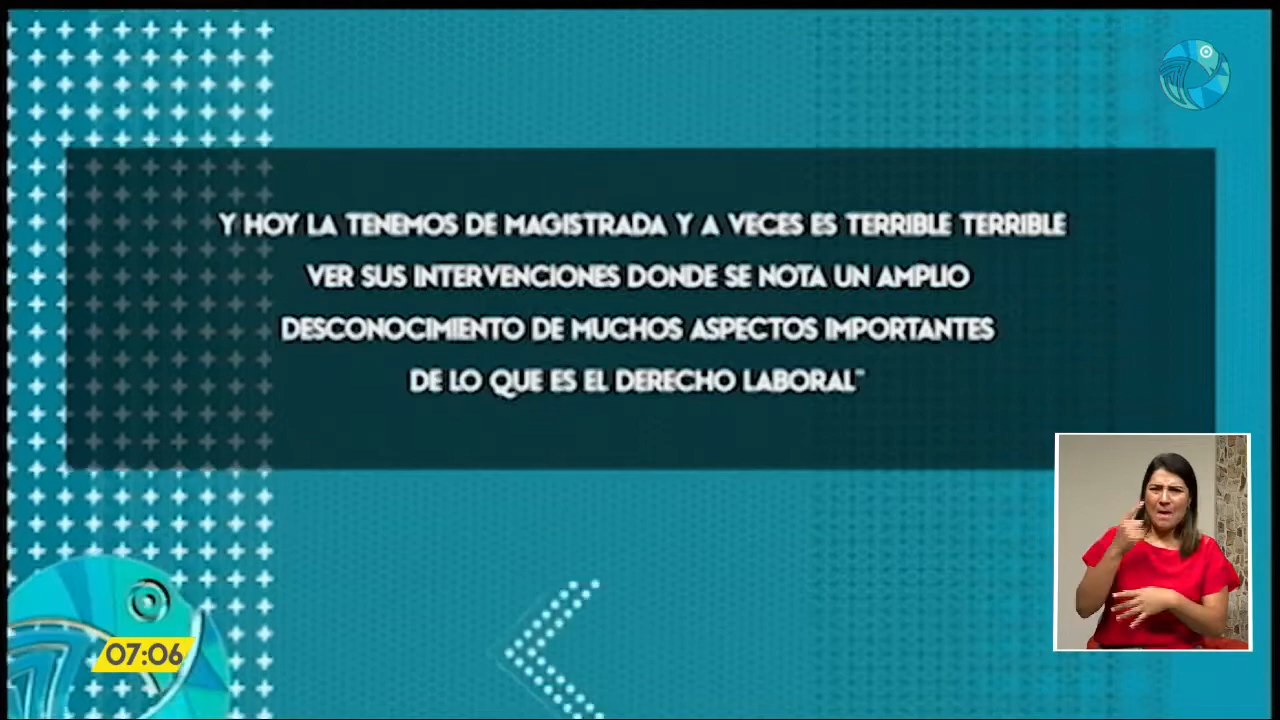 Y HOY LA TENEMOS DE MAGISTRADA Y A VECES ES TERRIBLE TERRIBLE
VER SUS INTERVENCIONES DONDE SE NOTA UN AMPLIO
DESCONOCIMIENTO DE MUCHOS ASPECTOS IMPORTANTES
DE LO QUE ES EL DERECHO LABORAL"
07:06